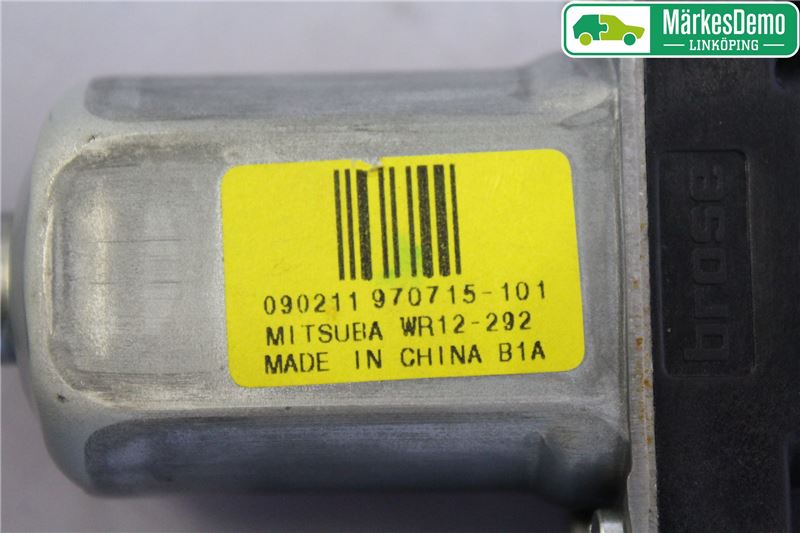 MärkesDemo
LINKÖPING
090211 970715-101
MITSUBA WR12-292
MADE IN CHINA B1A
brose